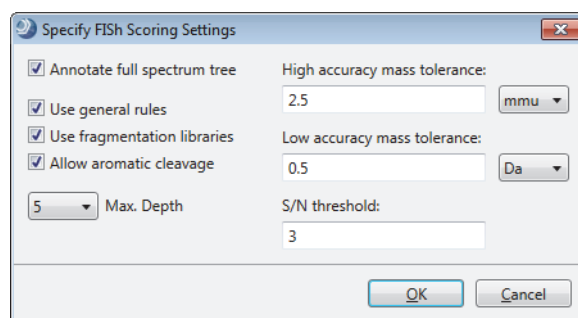 Specify FISh Scoring Settings
Annotate full spectrum tree
Use general rules
Use fragmentation libraries
Allow aromatic cleavage
5 Max. Depth
High accuracy mass tolerance:
2.5 mmu
Low accuracy mass tolerance:
0.5 Da
S/N threshold:
3
OK Cancel